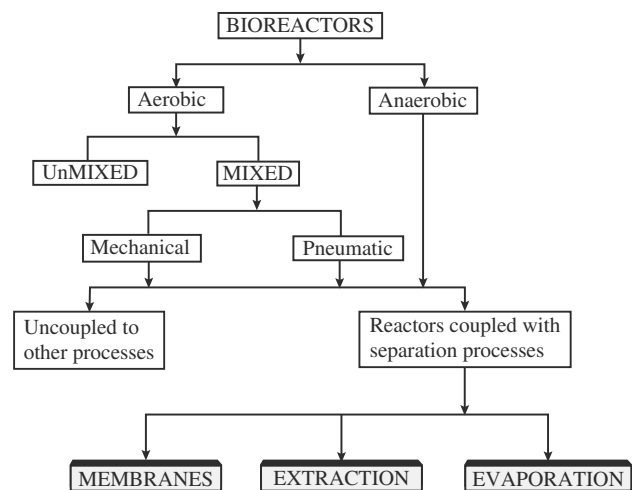 BIOREACTORS
Aerobic
Anaerobic
UnMIXED
MIXED
Mechanical
Pneumatic
Uncoupled to
other processes
Reactors coupled with
separation processes
MEMBRANES
EXTRACTION
EVAPORATION